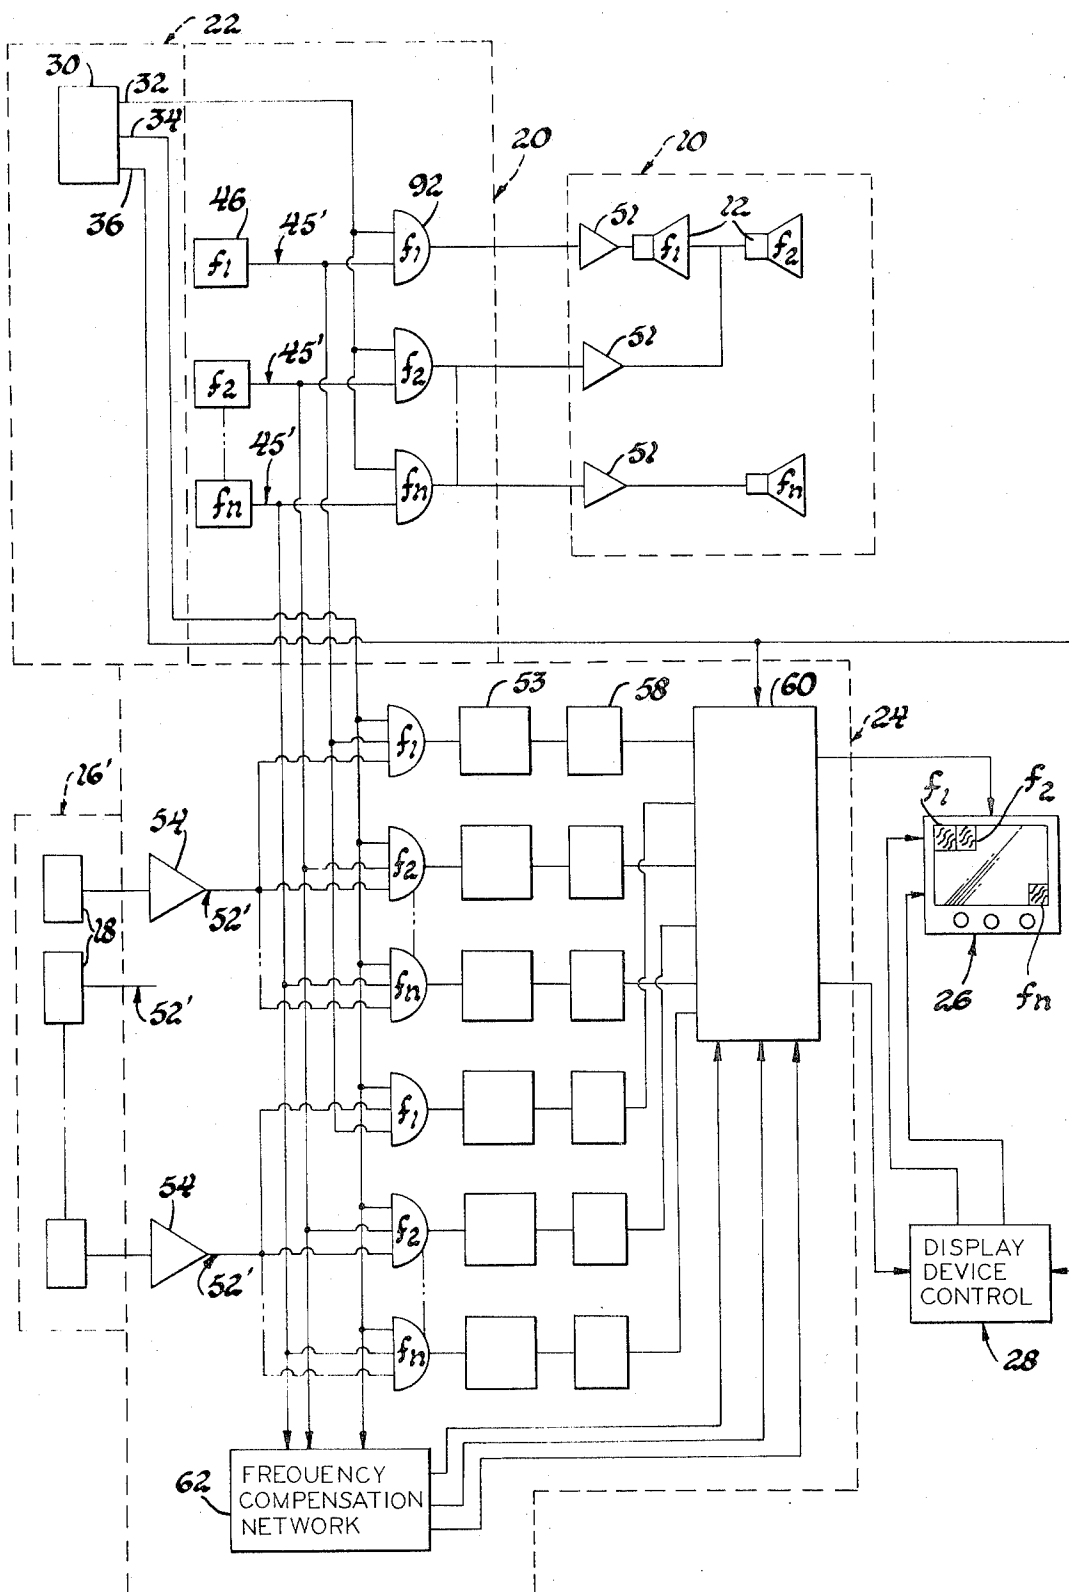 22
30
32
34
36
20
10
92
46
45'
51
12
f1
f1
f1
f2
45'
51
f2
f2
45'
51
fn
fn
fn
53
58
60
24
16'
f1
f1
f2
54
f2
18
52'
52'
fn
26
fn
f1
54
f2
52'
DISPLAY
DEVICE
CONTROL
fn
28
62
FREQUENCY
COMPENSATION
NETWORK